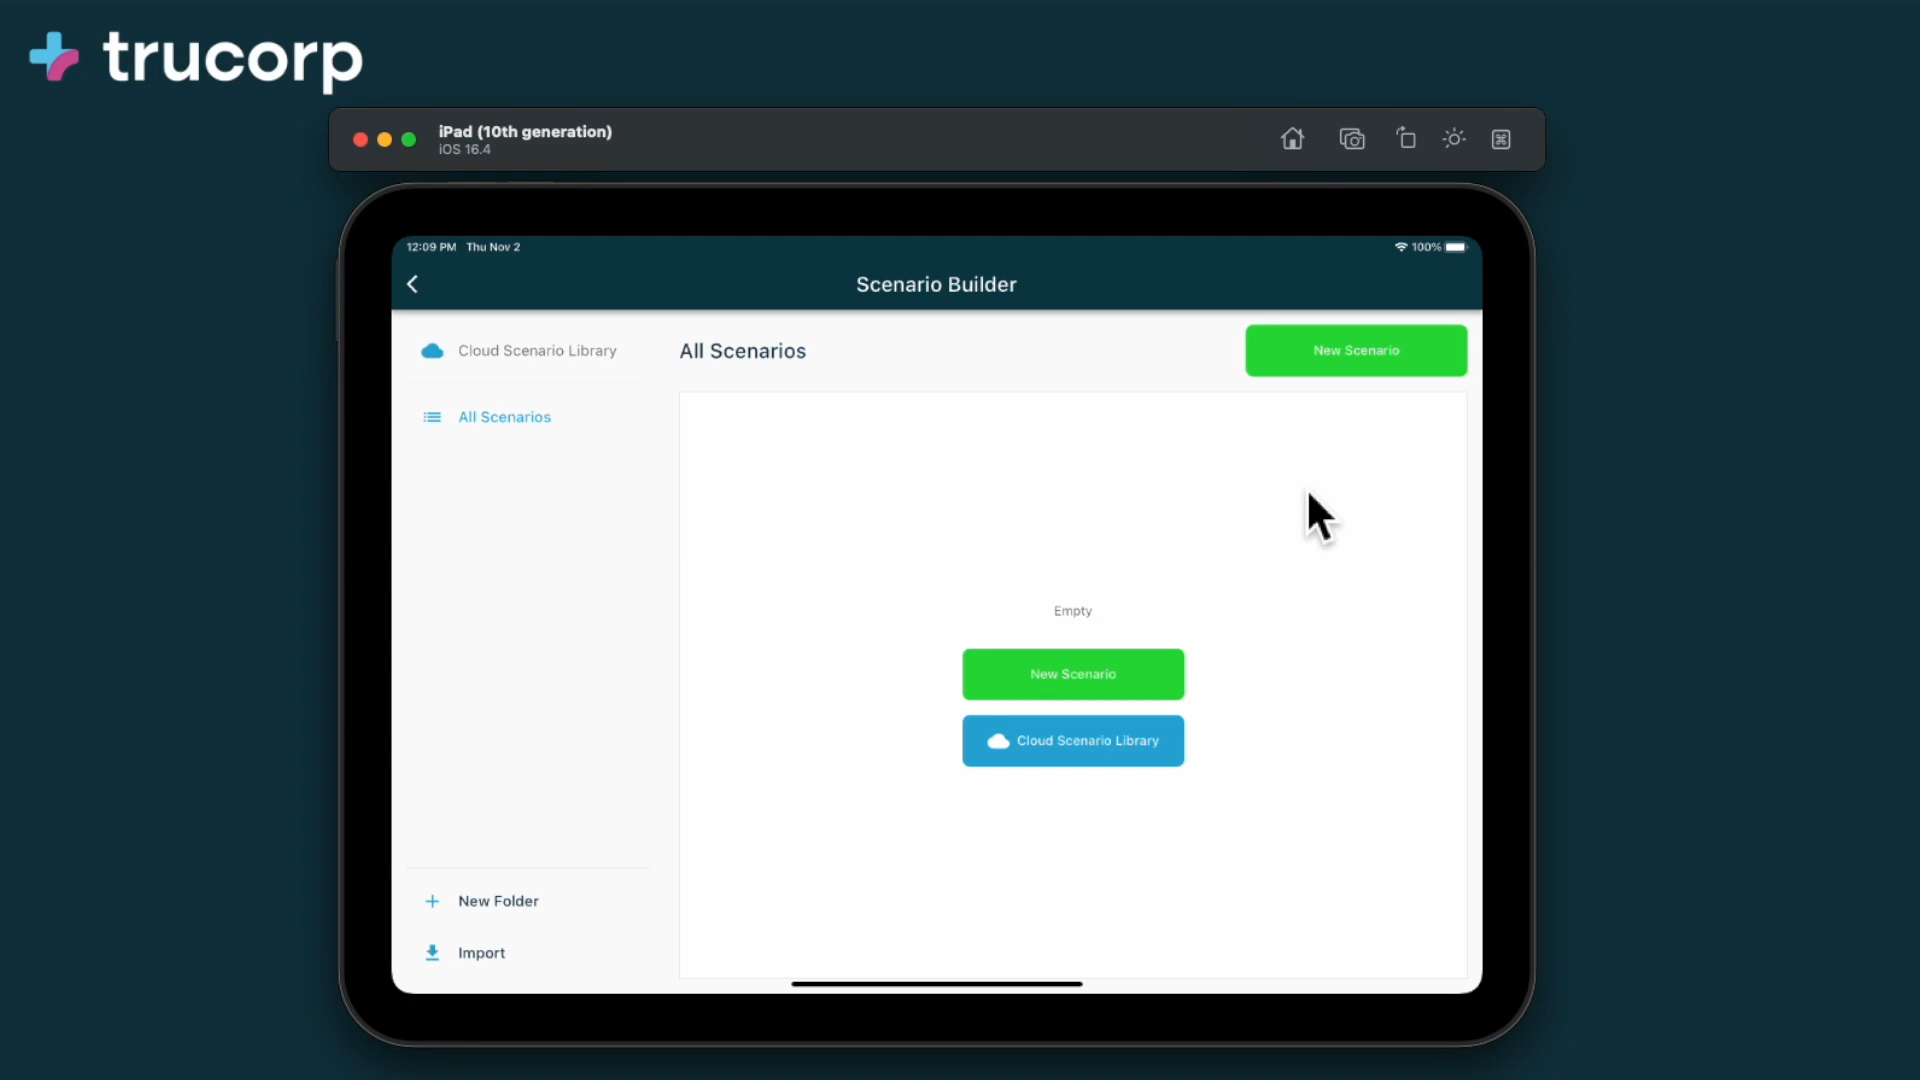 trucorp
iPad (10th generation)
iOS 16.4
12:09 PM Thu Nov 2
100%
Scenario Builder
Cloud Scenario Library
All Scenarios
New Scenario
All Scenarios
Empty
New Scenario
Cloud Scenario Library
New Folder
Import